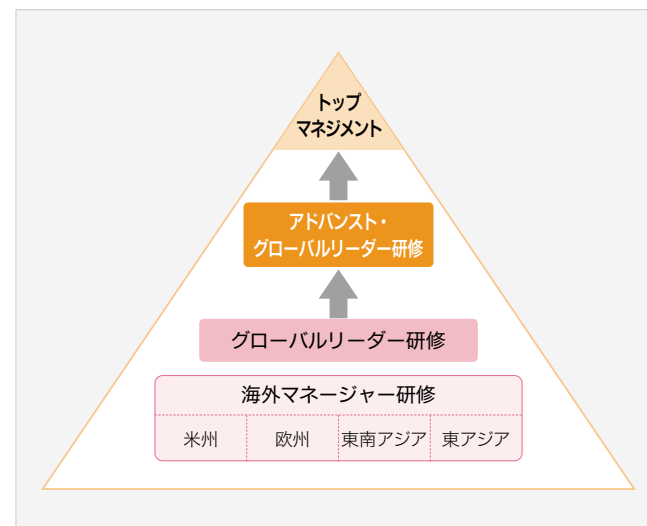 トップ
マネジメント
アドバンスト・
グローバルリーダー研修
グローバルリーダー研修
海外マネージャー研修
米州
欧州
東南アジア
東アジア